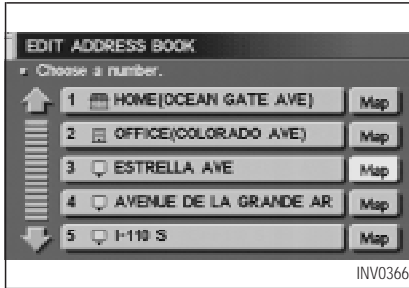 EDIT ADDRESS BOOK
Choose a number.
1 HOME(OCEAN GATE AVE) Map
2 OFFICE(COLORADO AVE) Map
3 ESTRELLA AVE Map
4 AVENUE DE LA GRANDE AR Map
5 I-110 S Map
INV0366